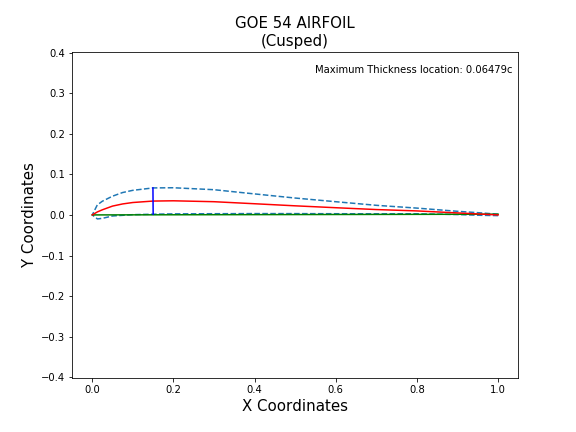 GOE 54 AIRFOIL
(Cusped)
Maximum Thickness location: 0.06479c
0.4
0.3
0.2
0.1
0.0
−0.1
−0.2
−0.3
−0.4
Y Coordinates
0.0 0.2 0.4 0.6 0.8 1.0
X Coordinates